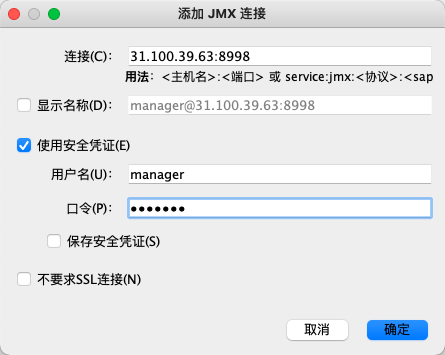 添加 JMX 连接
连接(C): 31.100.39.63:8998
用法: <主机名>:<端口> 或 service:jmx:<协议>:<sap
显示名称(D): manager@31.100.39.63:8998
使用安全凭证(E)
用户名(U): manager
口令(P): •••••••
保存安全凭证(S)
不要求SSL连接(N)
取消 确定